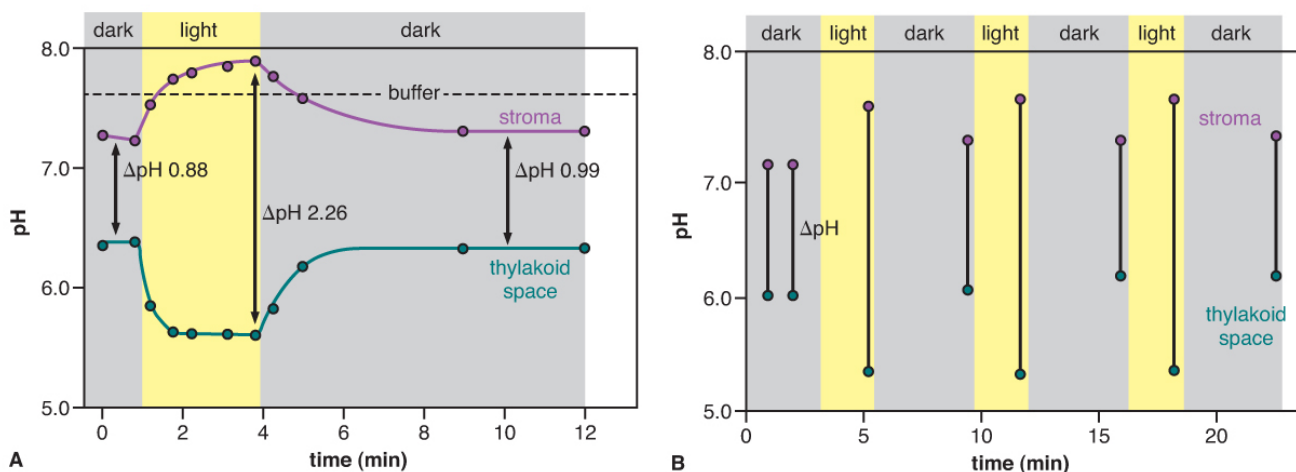 dark light dark
8.0
buffer
stroma
ΔpH 0.88
ΔpH 0.99
7.0
pH
ΔpH 2.26
thylakoid
space
6.0
5.0
0 2 4 6 8 10 12
A
time (min)
dark light dark light dark light dark
8.0
stroma
7.0
ΔpH
pH
6.0
thylakoid
space
5.0
0 5 10 15 20
B
time (min)